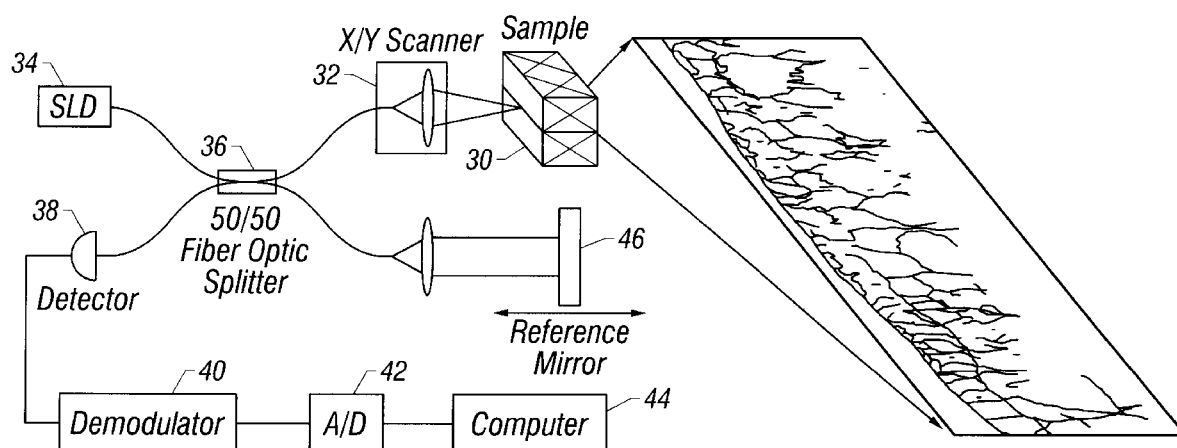 Sample
X/Y Scanner
32
34
SLD
36
30
50/50
Fiber Optic
Splitter
38
Detector
46
Reference
Mirror
40
Demodulator
42
A/D
Computer
44